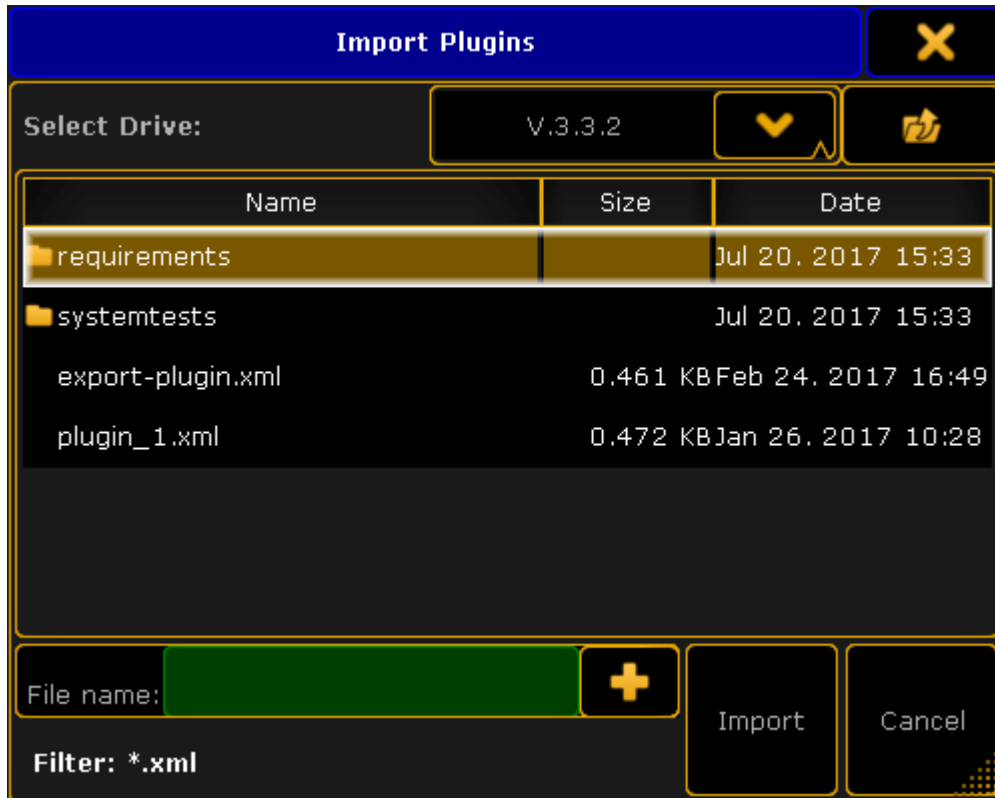 Import Plugins
Select Drive: V.3.3.2
Name Size Date
requirements Jul 20. 2017 15:33
systemtests Jul 20. 2017 15:33
export-plugin.xml 0.461 KB Feb 24. 2017 16:49
plugin_1.xml 0.472 KB Jan 26. 2017 10:28
File name:
Import Cancel
Filter: *.xml